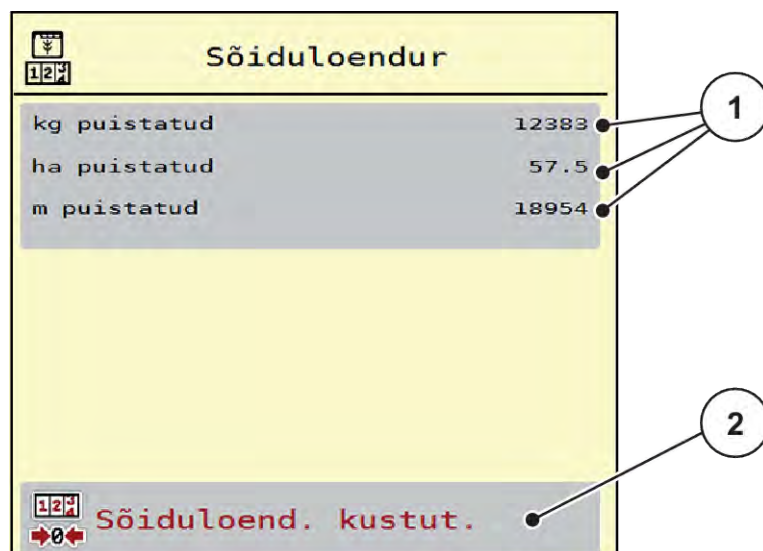 Sõiduloendur
kg puistatud 12383
ha puistatud 57.5
m puistatud 18954
1
2
Sõiduloend. kustut.